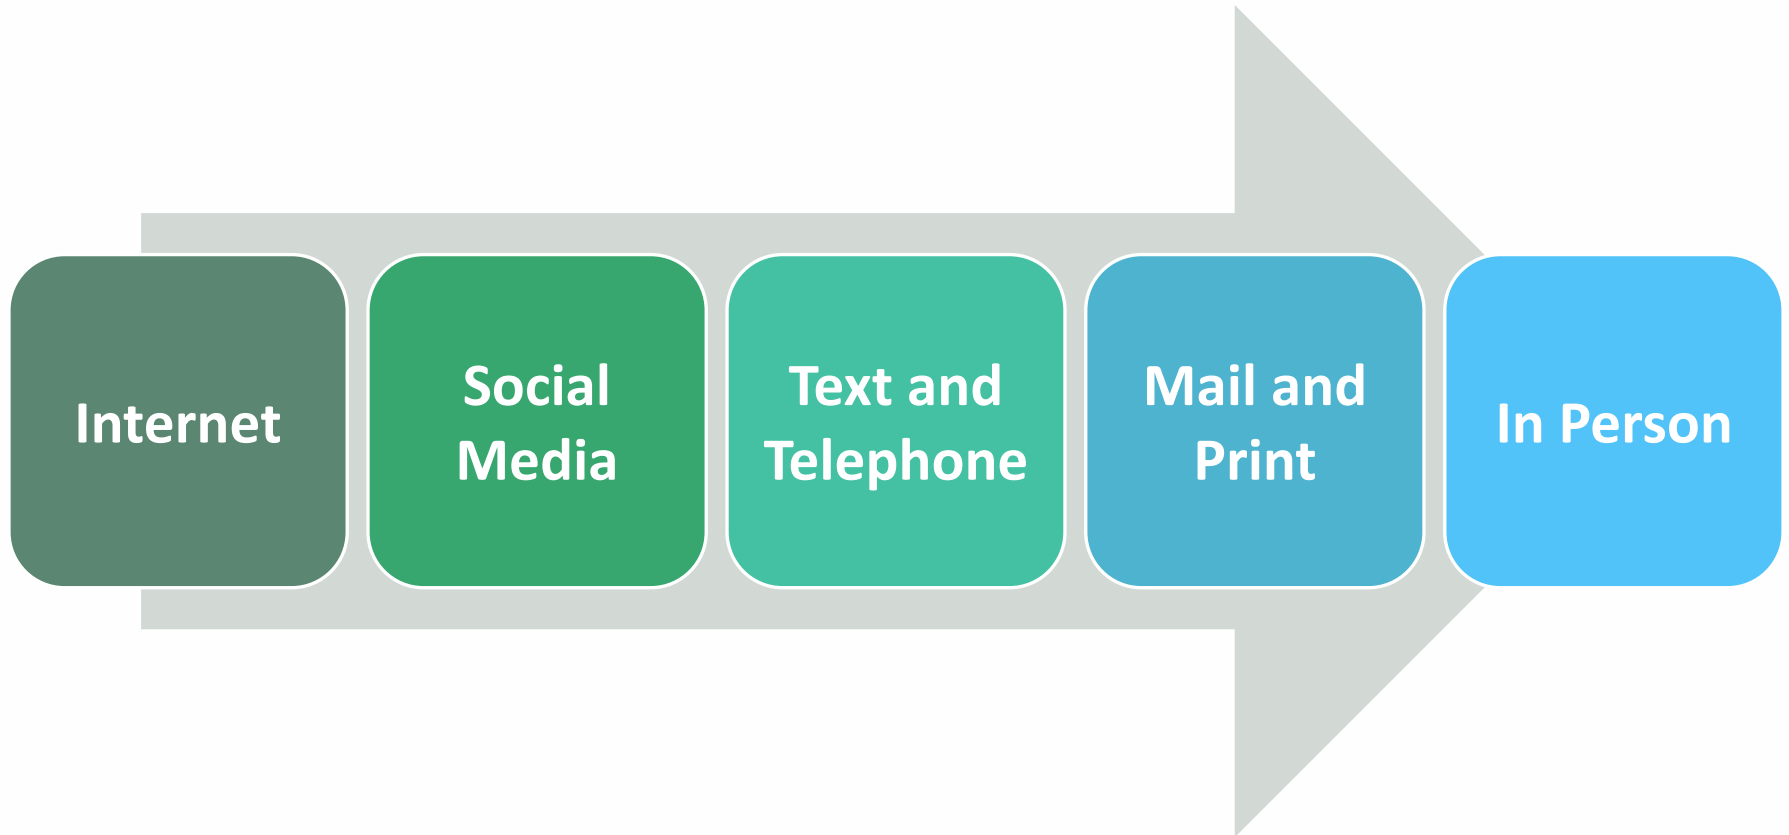 Internet
Social
Media
Text and
Telephone
Mail and
Print
In Person